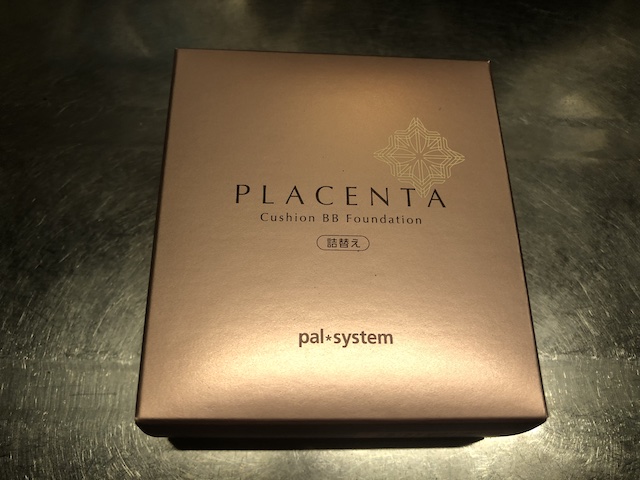 PLACENTA
Cushion BB Foundation
詰替え
pal*system